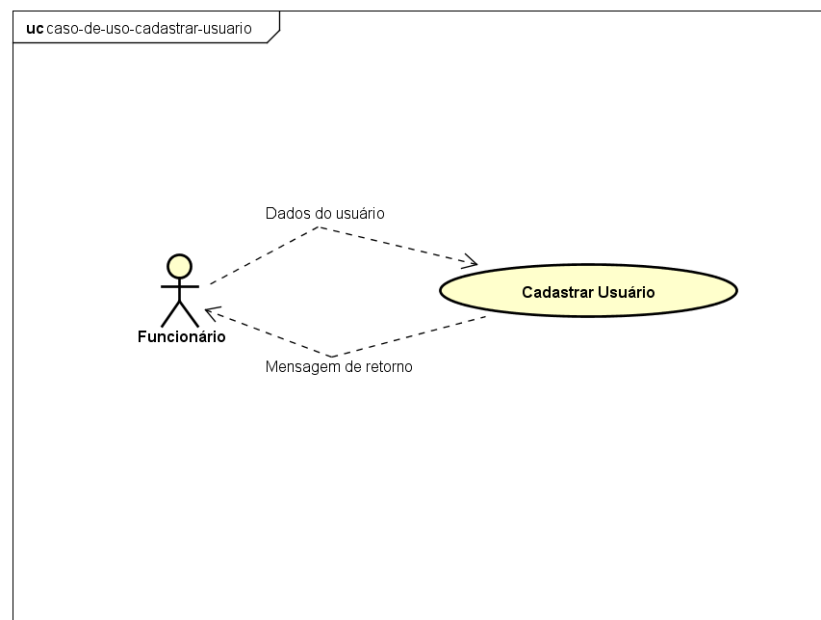 uc caso-de-uso-cadastrar-usuario
Dados do usuário
Cadastrar Usuário
Funcionário
Mensagem de retorno